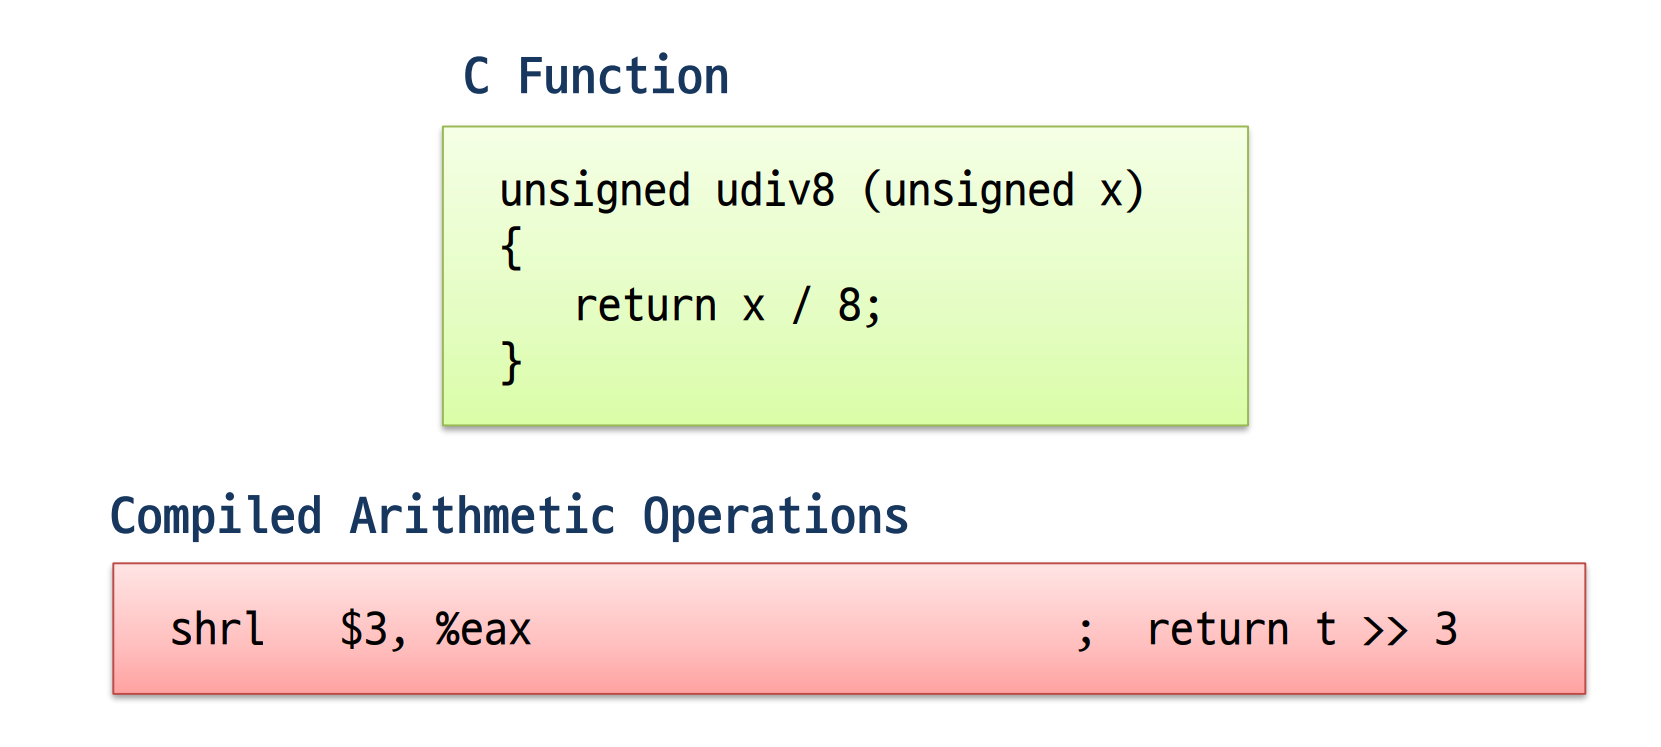 C Function
unsigned udiv8 (unsigned x)
{
   return x / 8;
}
Compiled Arithmetic Operations
shrl   $3, %eax                       ;  return t >> 3